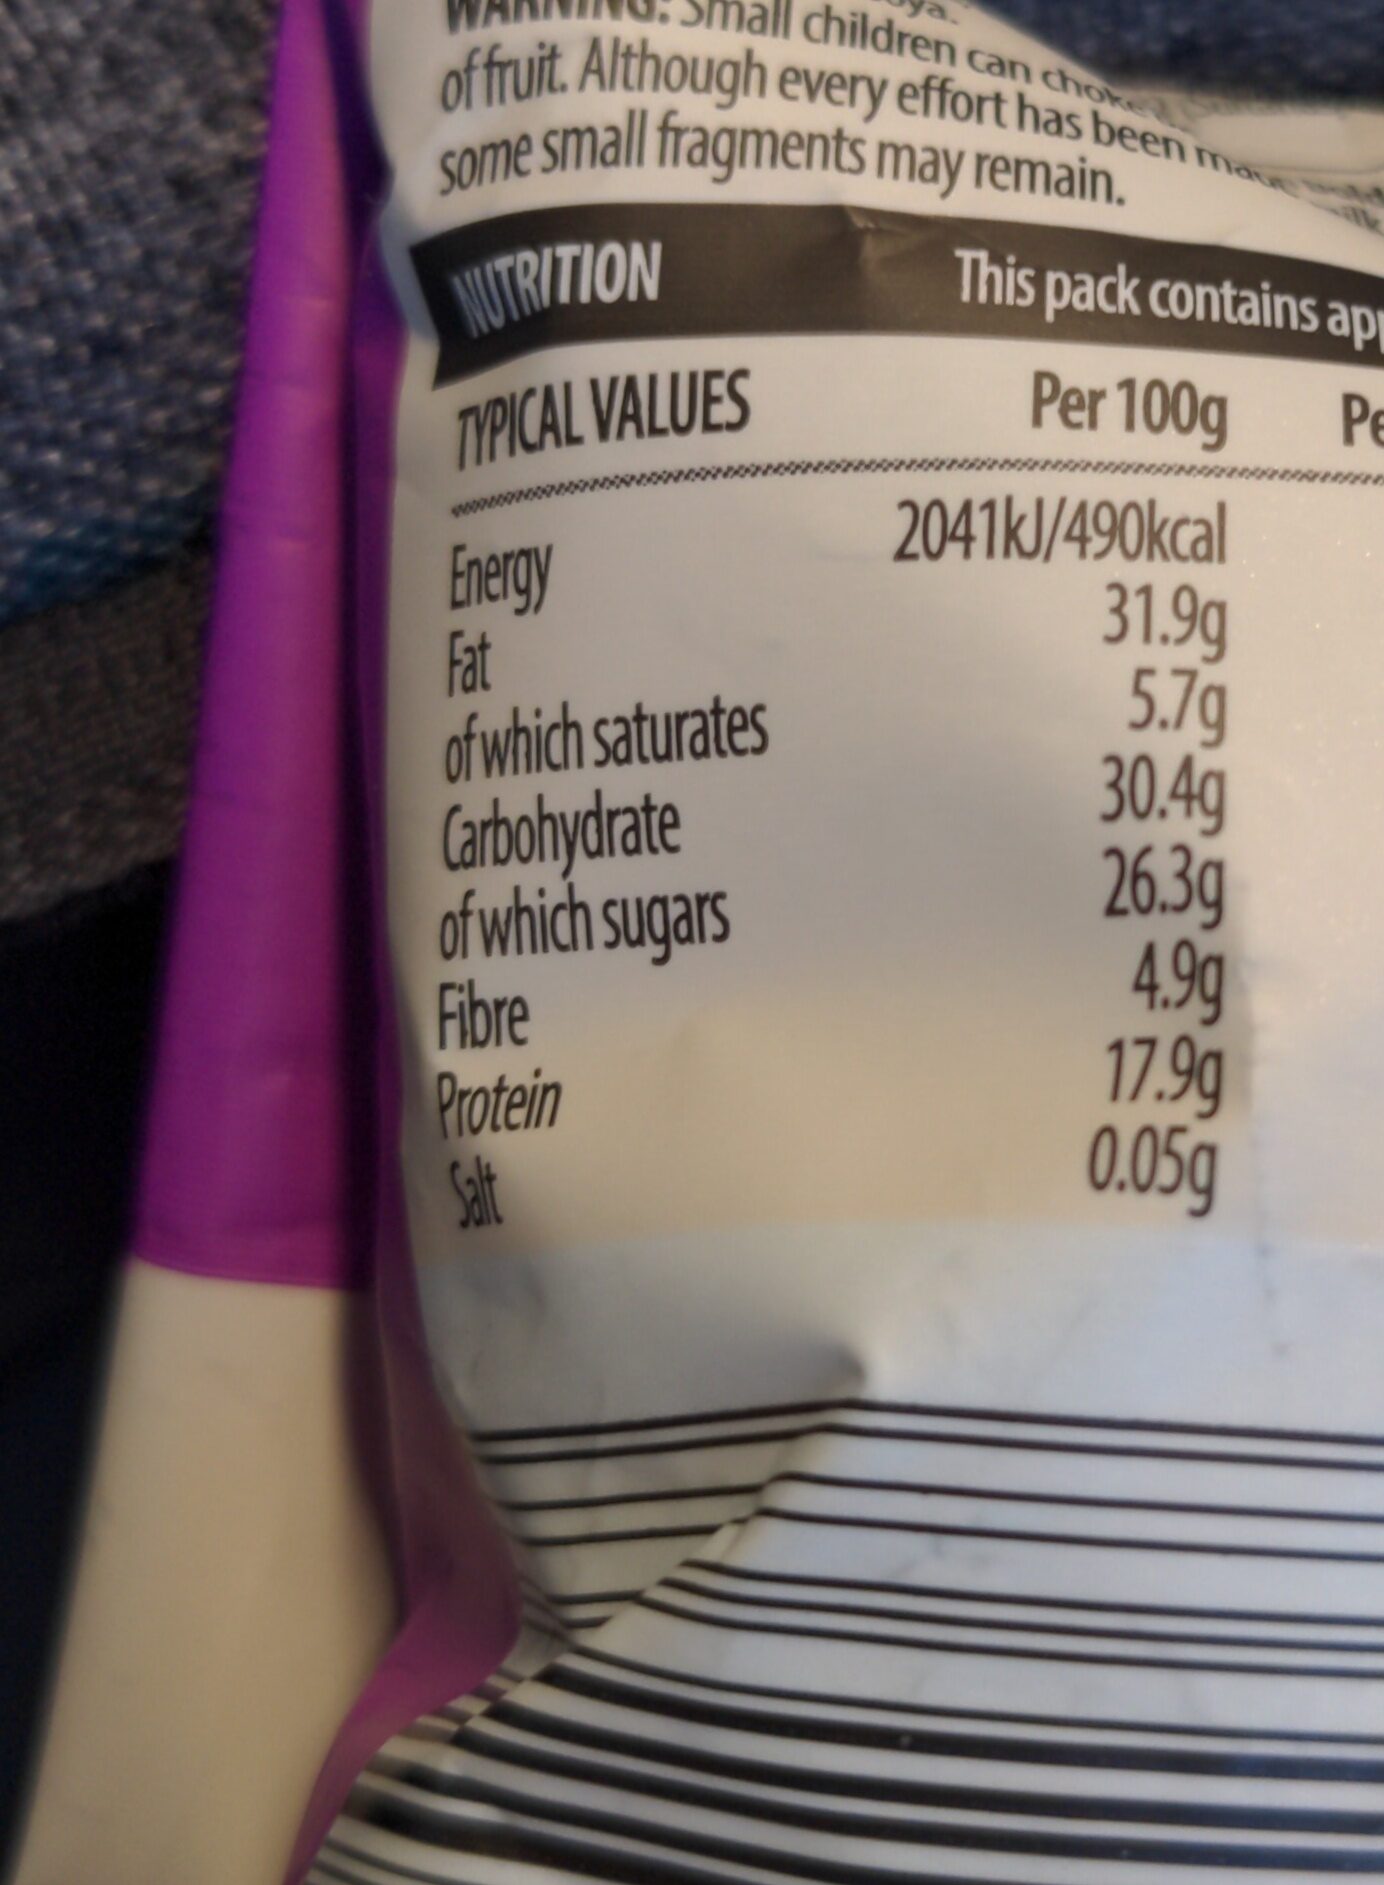 WARNING: Small children can choke
of fruit. Although every effort has been made
some small fragments may remain.
NUTRITION This pack contains
TYPICAL VALUES Per 100g
Energy 2041kJ/490kcal
Fat 31.9g
of which saturates 5.7g
Carbohydrate 30.4g
of which sugars 26.3g
Fibre 4.9g
Protein 17.9g
Salt 0.05g